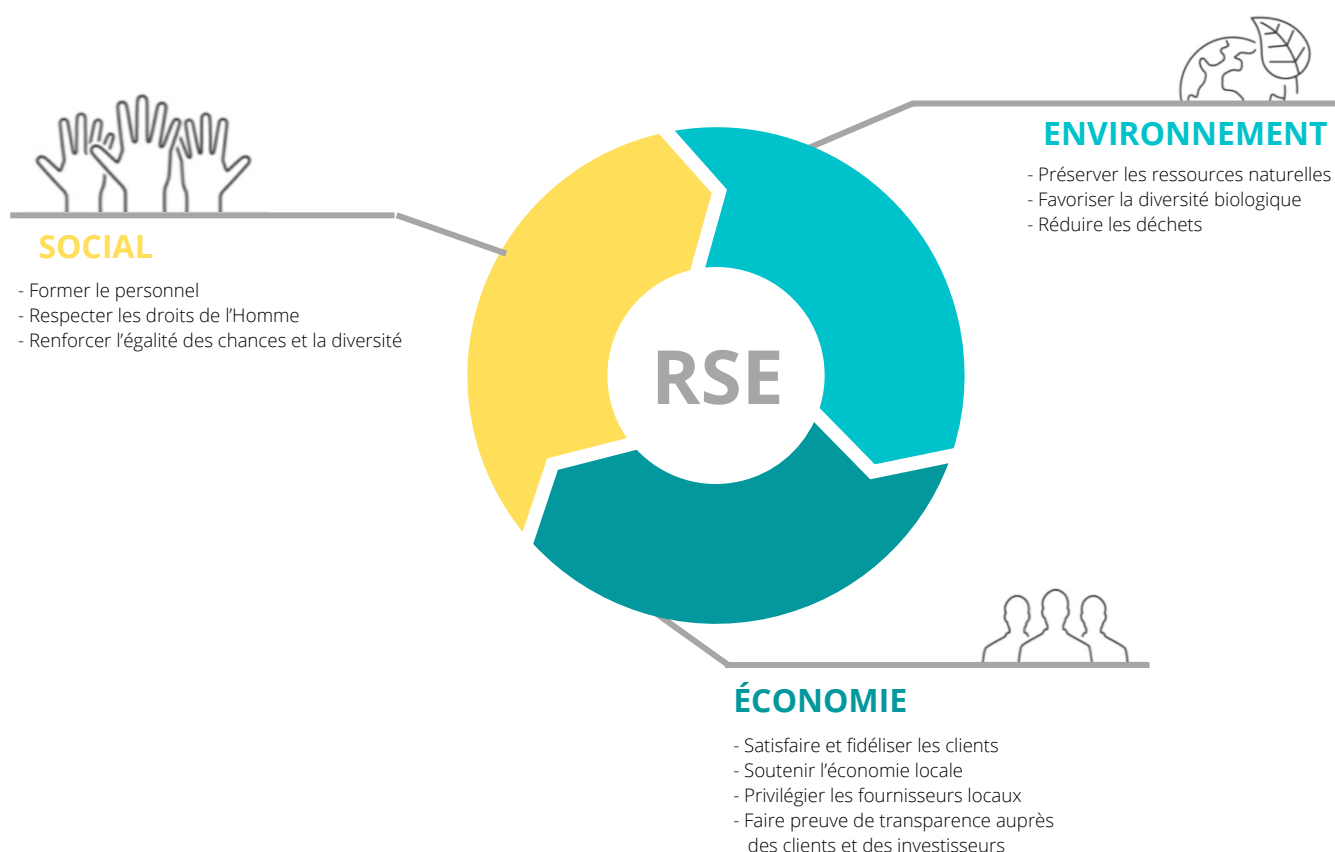 ENVIRONNEMENT
- Préserver les ressources naturelles
- Favoriser la diversité biologique
- Réduire les déchets
SOCIAL
- Former le personnel
- Respecter les droits de l'Homme
- Renforcer l'égalité des chances et la diversité
RSE
ÉCONOMIE
- Satisfaire et fidéliser les clients
- Soutenir l'économie locale
- Privilégier les fournisseurs locaux
- Faire preuve de transparence auprès
des clients et des investisseurs